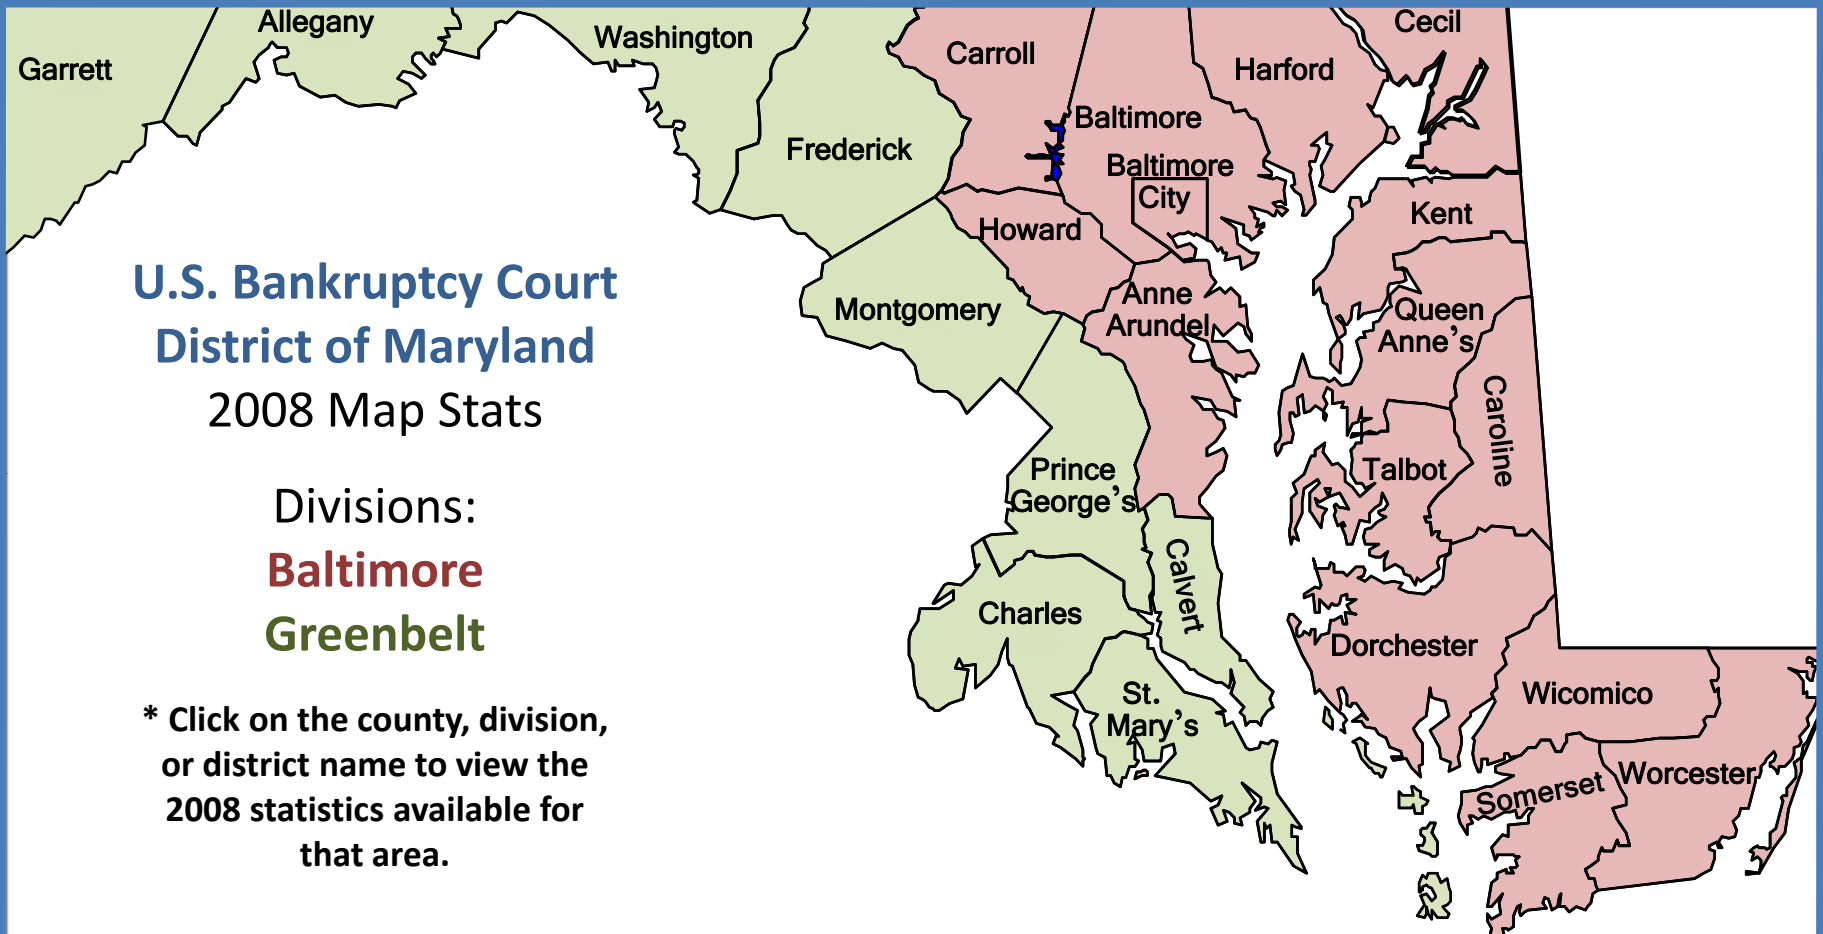 Allegany
Garrett
Washington
Carroll
Cecil
Harford
Frederick
Baltimore
Baltimore
City
Kent
Howard
Montgomery
Anne
Arundel
Queen
Anne’s
Caroline
Prince
George’s
Talbot
Calvert
Charles
Dorchester
St.
Mary’s
Wicomico
Somerset
Worcester
U.S. Bankruptcy Court
District of Maryland
2008 Map Stats
Divisions:
Baltimore
Greenbelt
* Click on the county, division,
or district name to view the
2008 statistics available for
that area.